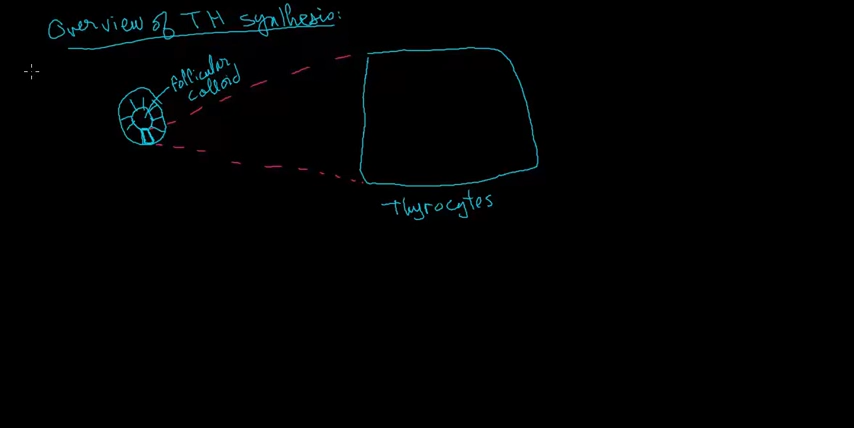 Overview of TH synthesis:
follicular
colloid
Thyrocytes